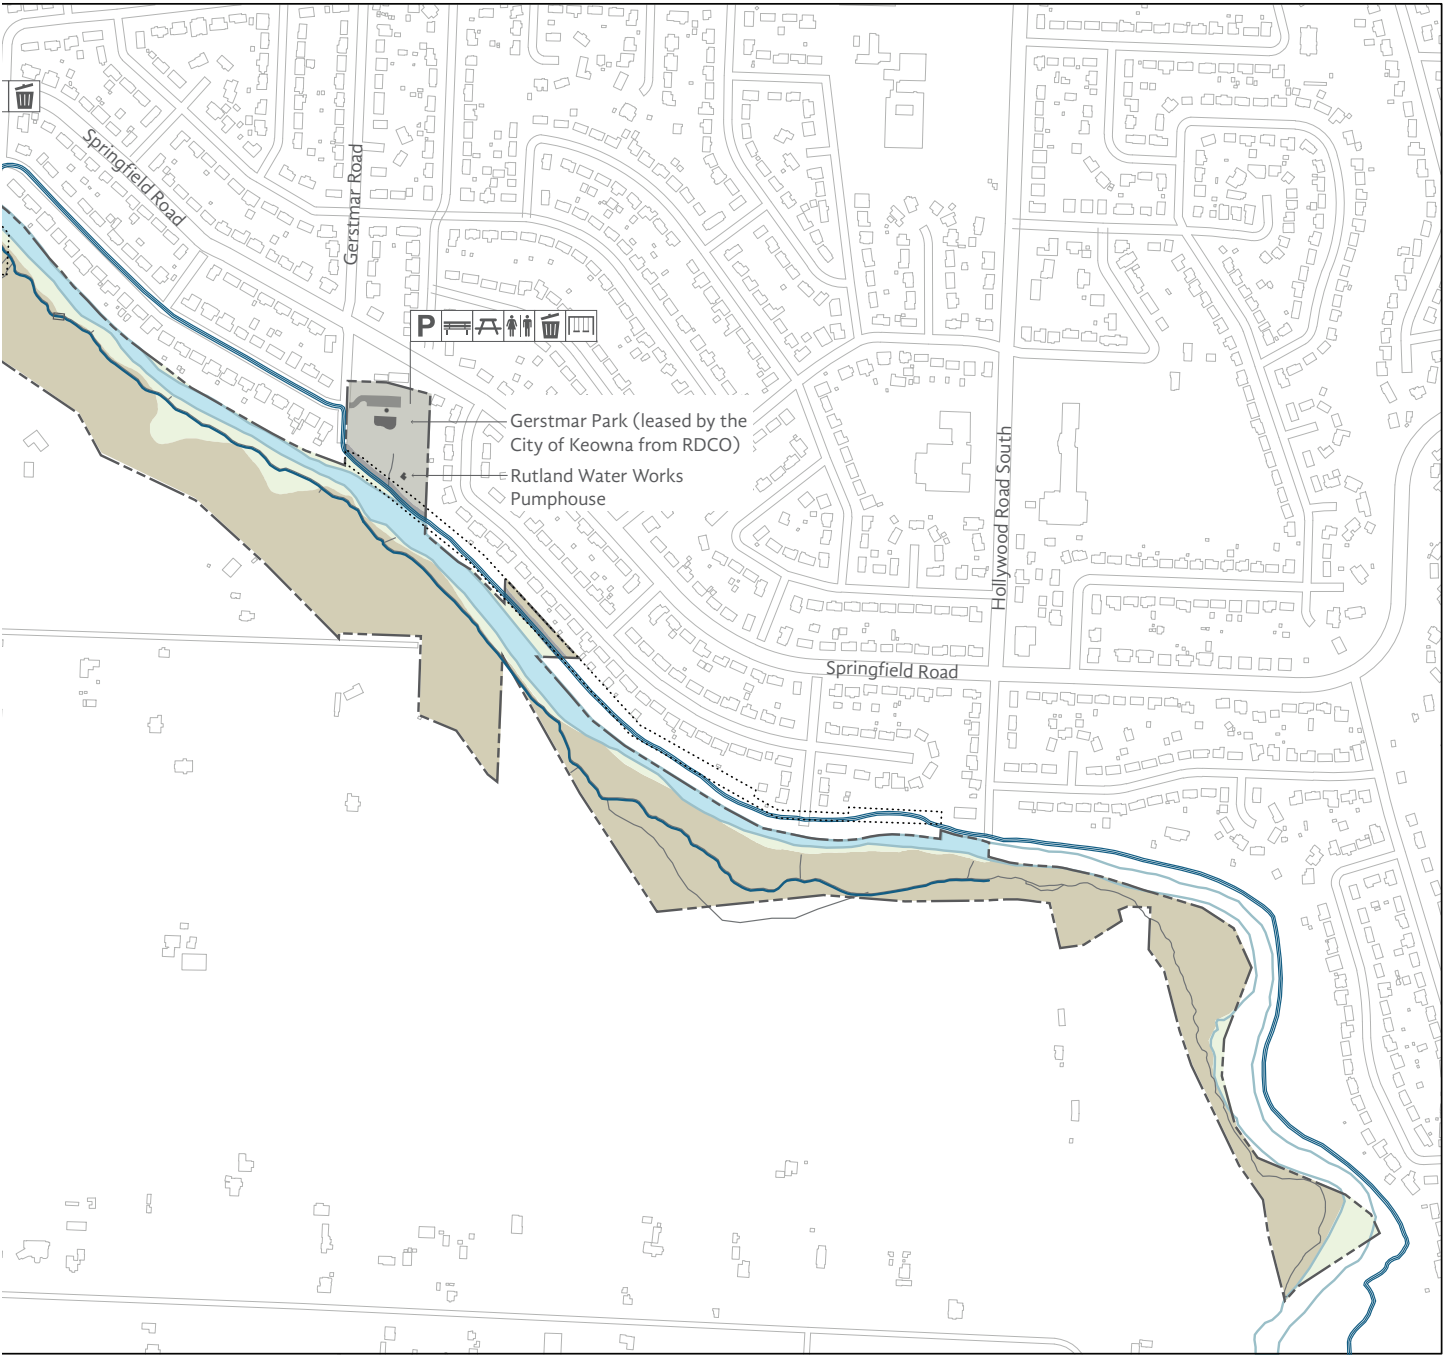 Springfield Road
Gerstmar Road
P
Gerstmar Park (leased by the
City of Keowna from RDCO)
Rutland Water Works
Pumphouse
Hollywood Road South
Springfield Road